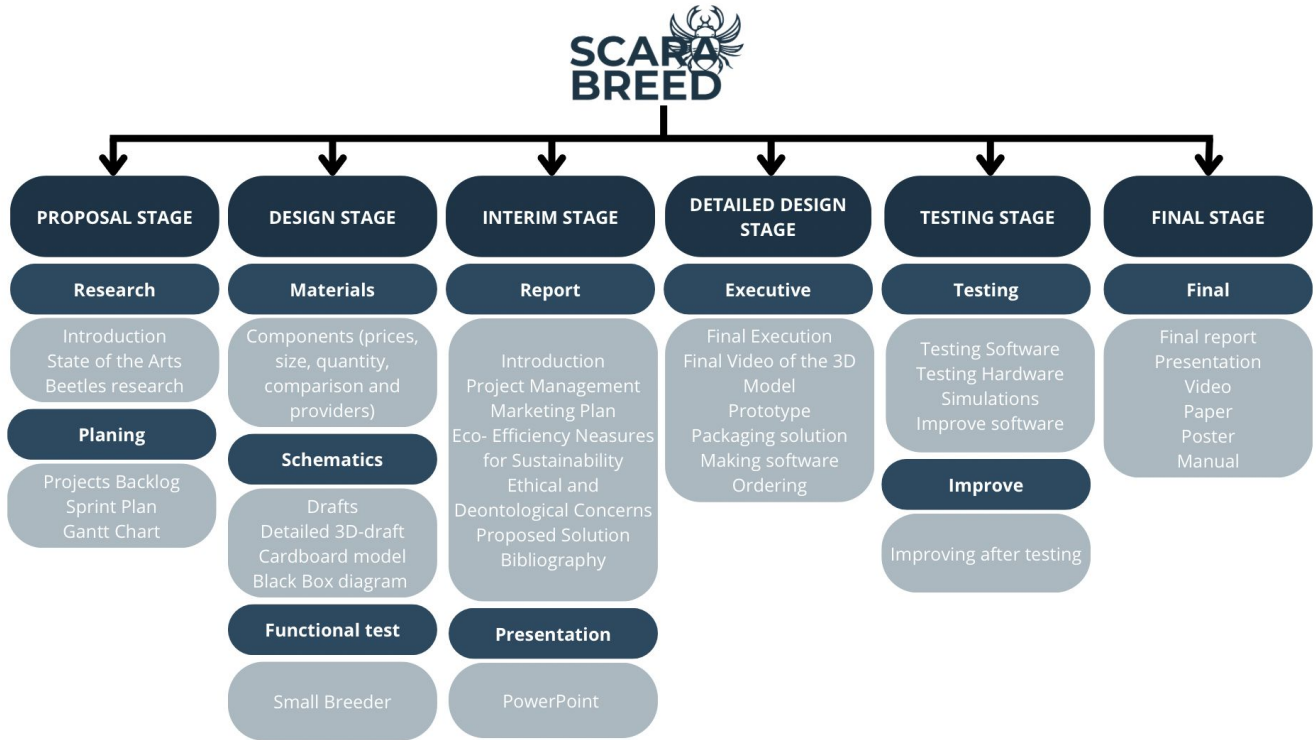 SCARA
BREED
PROPOSAL STAGE
Research
Introduction
State of the Arts
Beetles research
Planing
Projects Backlog
Sprint Plan
Gantt Chart
DESIGN STAGE
Materials
Components (prices,
size, quantity,
comparison and
providers)
Schematics
Drafts
Detailed 3D-draft
Cardboard model
Black Box diagram
Functional test
Small Breeder
INTERIM STAGE
Report
Introduction
Project Management
Marketing Plan
Eco- Efficiency Neasures
for Sustainability
Ethical and
Deontological Concerns
Proposed Solution
Bibliography
Presentation
PowerPoint
DETAILED DESIGN
STAGE
Executive
Final Execution
Final Video of the 3D
Model
Prototype
Packaging solution
Making software
Ordering
TESTING STAGE
Testing
Testing Software
Testing Hardware
Simulations
Improve software
Improve
Improving after testing
FINAL STAGE
Final
Final report
Presentation
Video
Paper
Poster
Manual